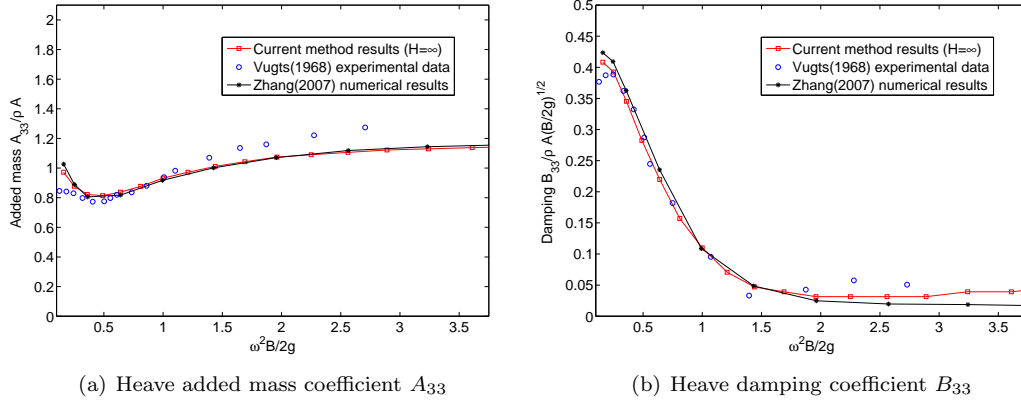 2
1.8
1.6
1.4
1.2
1
0.8
0.6
0.4
0.2
0
0.5 1 1.5 2 2.5 3 3.5
ω²B/2g
Added mass A₃₃/ρ A
Current method results (H=∞)
Vugts(1968) experimental data
Zhang(2007) numerical results
(a) Heave added mass coefficient A₃₃
0.5
0.45
0.4
0.35
0.3
0.25
0.2
0.15
0.1
0.05
0
0.5 1 1.5 2 2.5 3 3.5
ω²B/2g
Damping B₃₃/ρ A(B/2g)¹/²
Current method results (H=∞)
Vugts(1968) experimental data
Zhang(2007) numerical results
(b) Heave damping coefficient B₃₃